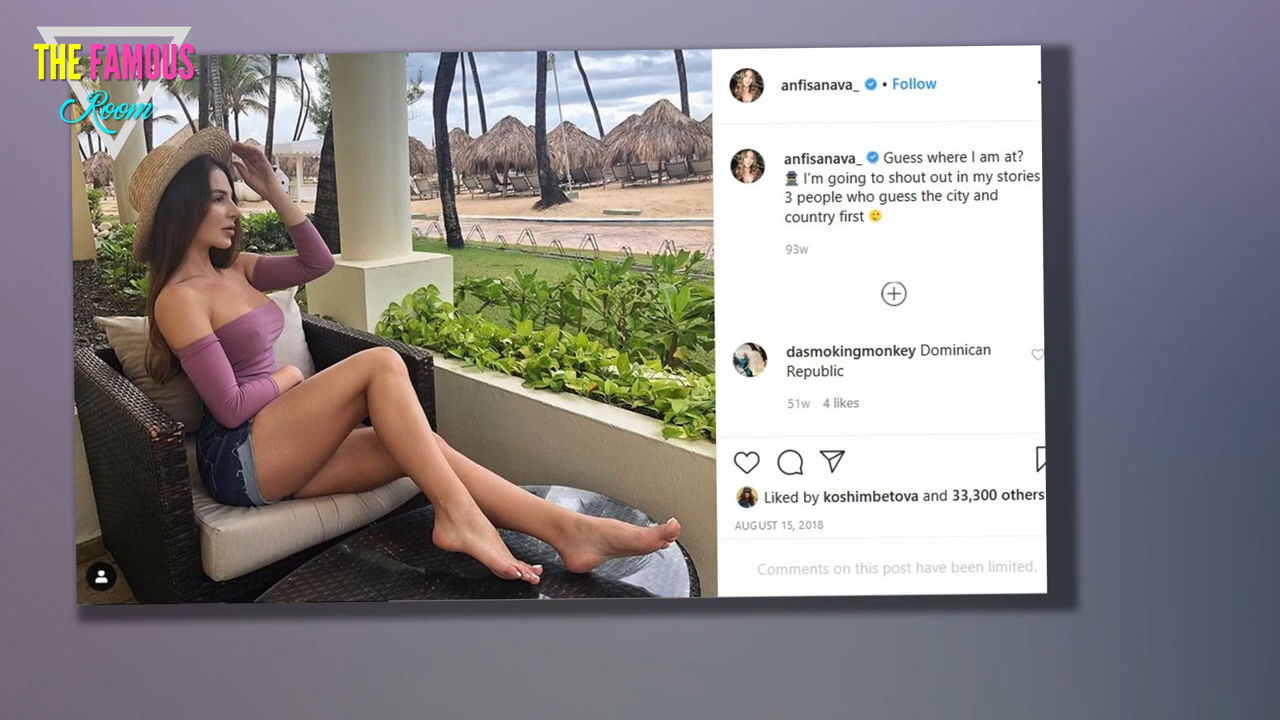 THE FAMOUS
Room
anfisanava_ • Follow
anfisanava_ Guess where I am at?
I'm going to shout out in my stories
3 people who guess the city and
country first
93w
dasmokingmonkey Dominican
Republic
51w 4 likes
Liked by koshimbetova and 33,300 others
AUGUST 15, 2018
Comments on this post have been limited.